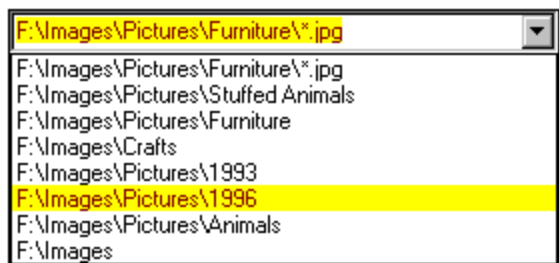 F:\Images\Pictures\Furniture\*.jpg
F:\Images\Pictures\Furniture\*.jpg
F:\Images\Pictures\Stuffed Animals
F:\Images\Pictures\Furniture
F:\Images\Crafts
F:\Images\Pictures\1993
F:\Images\Pictures\1996
F:\Images\Pictures\Animals
F:\Images